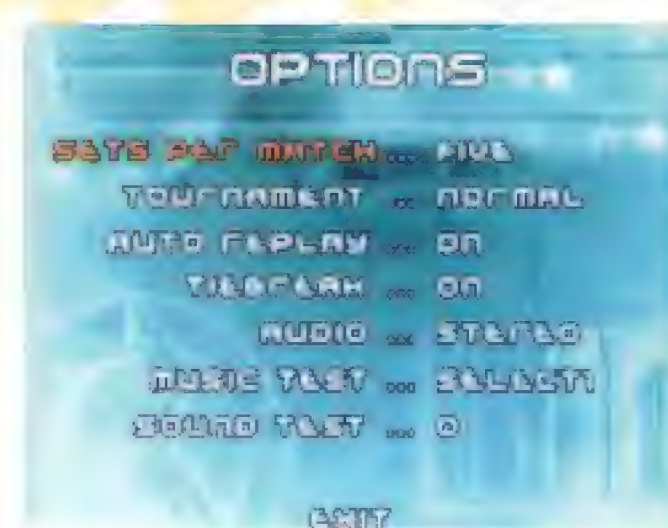 OPTIONS
SETS PER MATCH ... FIVE
TOURNAMENT .. NORMAL
AUTO REPLAY ... ON
TIEBREAK ... ON
AUDIO ... STEREO
MUSIC TEST ... SELECT1
SOUND TEST ... 0
EXIT